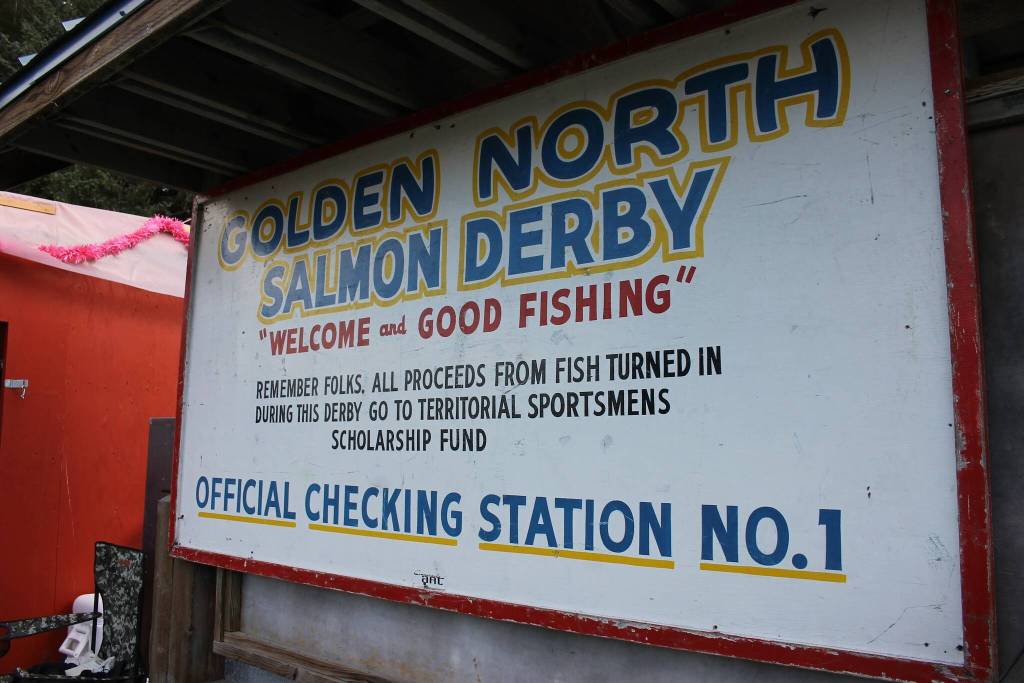 GOLDEN NORTH
SALMON DERBY
"WELCOME and GOOD FISHING"
REMEMBER FOLKS, ALL PROCEEDS FROM FISH TURNED IN
DURING THIS DERBY GO TO TERRITORIAL SPORTSMENS
SCHOLARSHIP FUND
OFFICIAL CHECKING STATION NO.1